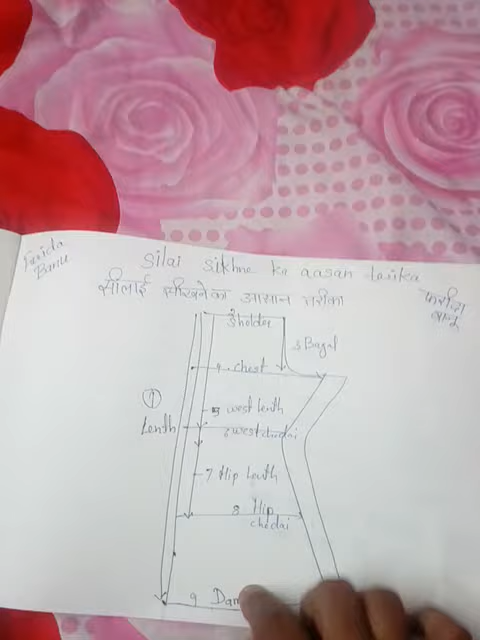 Farida
Banu
Silai sikhne ka aasan tarika
सीलाई सीखने का आसान तरीका
फरीदा
बानू
2
Sholder
3 Bagal
4 chest
1
Lenth
5 west lenth
6 west chodai
7 Hip lenth
8 Hip
chodai
9 Dam